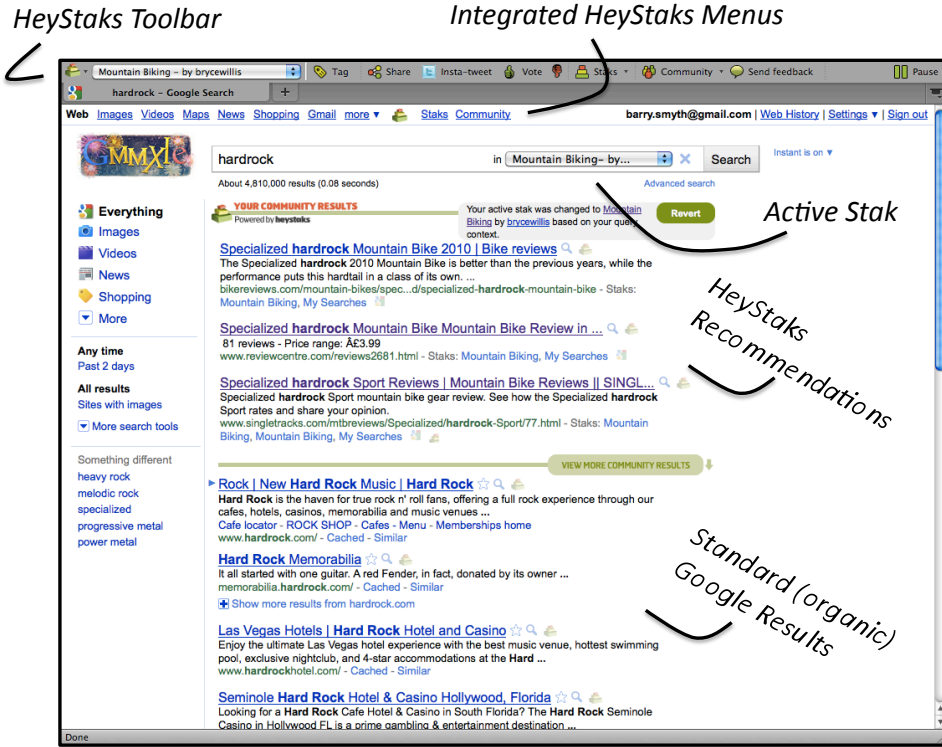 HeyStaks Toolbar
Integrated HeyStaks Menus
Mountain Biking - by brycewillis Tag Share Insta-tweet Vote Staks Community Send feedback Pause
hardrock - Google Search +
Web Images Videos Maps News Shopping Gmail more ▼ Staks Community barry.smyth@gmail.com | Web History | Settings ▼ | Sign out
GMMXIe
hardrock in Mountain Biking- by... Search Instant is on ▼
About 4,810,000 results (0.08 seconds) Advanced search
Everything
Images
Videos
News
Shopping
More
Any time
Past 2 days
All results
Sites with images
More search tools
Something different
heavy rock
melodic rock
specialized
progressive metal
power metal
YOUR COMMUNITY RESULTS
Powered by heystaks
Your active stak was changed to Mountain
Biking by brycewillis based on your query
context.
Revert
Active Stak
Specialized hardrock Mountain Bike 2010 | Bike reviews
The Specialized hardrock 2010 Mountain Bike is better than the previous years, while the
performance puts this hardtail in a class of its own. ...
bikereviews.com/mountain-bikes/spec...d/specialized-hardrock-mountain-bike - Staks:
Mountain Biking, My Searches
Specialized hardrock Mountain Bike Mountain Bike Review in ...
81 reviews - Price range: Â£3.99
www.reviewcentre.com/reviews2681.html - Staks: Mountain Biking, My Searches
Specialized hardrock Sport Reviews | Mountain Bike Reviews || SINGL...
Specialized hardrock Sport mountain bike gear review. See how the Specialized hardrock
Sport rates and share your opinion.
www.singletracks.com/mtbreviews/Specialized/hardrock-Sport/77.html - Staks: Mountain
Biking, Mountain Biking, My Searches
HeyStaks
Recommendations
VIEW MORE COMMUNITY RESULTS
Rock | New Hard Rock Music | Hard Rock
Hard Rock is the haven for true rock n' roll fans, offering a full rock experience through our
cafes, hotels, casinos, memorabilia and music venues ...
Cafe locator - ROCK SHOP - Cafes - Menu - Memberships home
www.hardrock.com/ - Cached - Similar
Hard Rock Memorabilia
It all started with one guitar. A red Fender, in fact, donated by its owner ...
memorabilia.hardrock.com/ - Cached - Similar
Show more results from hardrock.com
Standard (organic)
Google Results
Las Vegas Hotels | Hard Rock Hotel and Casino
Enjoy the ultimate Las Vegas hotel experience with the best music venue, hottest swimming
pool, exclusive nightclub, and 4-star accommodations at the Hard ...
www.hardrockhotel.com/ - Cached - Similar
Seminole Hard Rock Hotel & Casino Hollywood, Florida
Looking for a Hard Rock Cafe Hotel & Casino in South Florida? The Hard Rock Seminole
Casino in Hollywood FL is a prime gambling & entertainment destination ...
Done